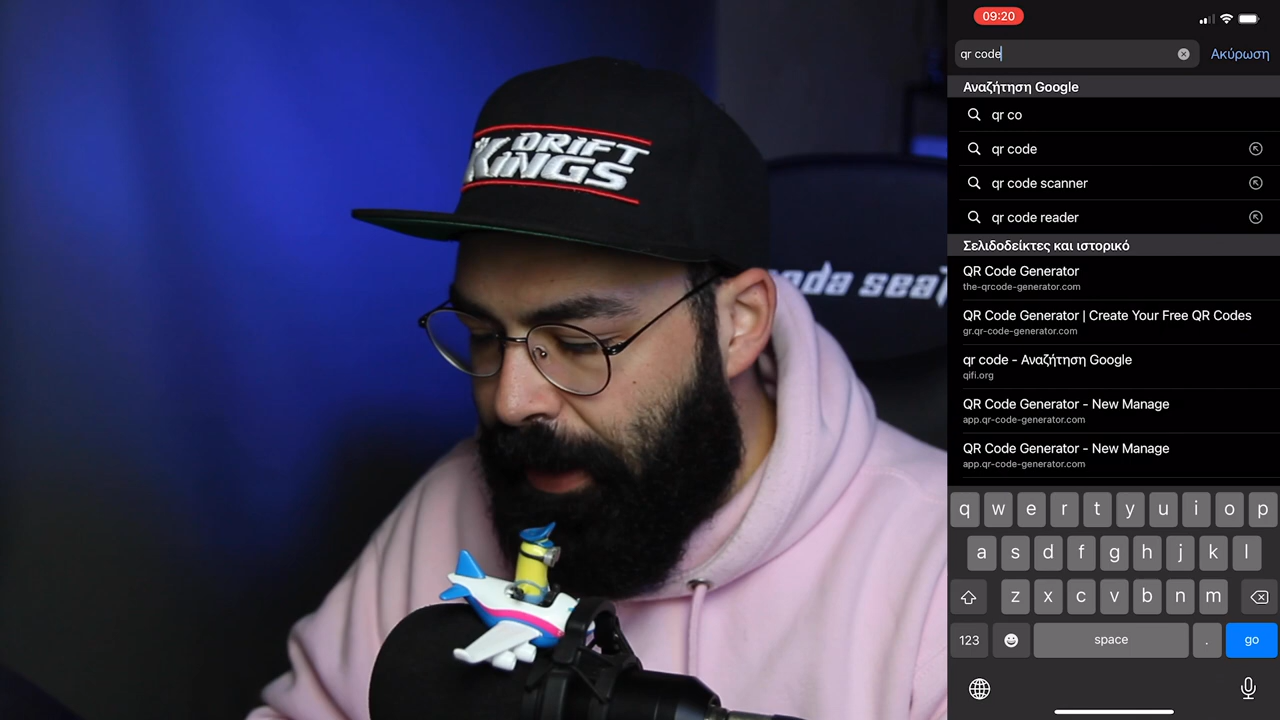 DRIFT
KINGS
oda seat
09:20
qr code
Ακύρωση
Αναζήτηση Google
qr co
qr code
qr code scanner
qr code reader
Σελιδοδείκτες και ιστορικό
QR Code Generator
the-qrcode-generator.com
QR Code Generator | Create Your Free QR Codes
gr.qr-code-generator.com
qr code - Αναζήτηση Google
qifi.org
QR Code Generator - New Manage
app.qr-code-generator.com
QR Code Generator - New Manage
app.qr-code-generator.com
q w e r t y u i o p
a s d f g h j k l
z x c v b n m
123 space . go